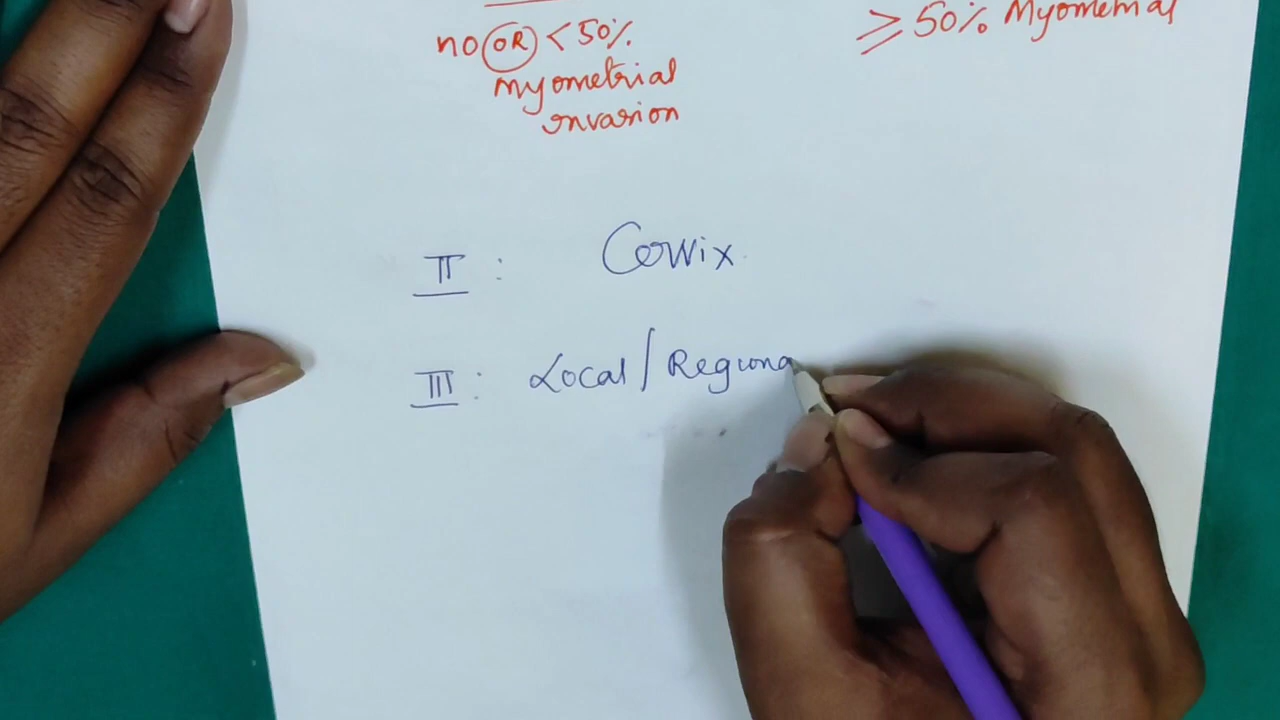 no OR < 50%
myometrial
invasion
≥ 50% Myometrial
II : Cervix
III : Local / Regiona